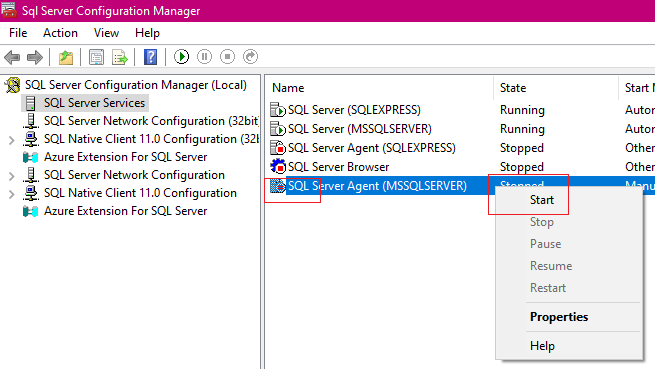 Sql Server Configuration Manager
File Action View Help
SQL Server Configuration Manager (Local)
SQL Server Services
SQL Server Network Configuration (32bit
SQL Native Client 11.0 Configuration (32b
Azure Extension For SQL Server
SQL Server Network Configuration
SQL Native Client 11.0 Configuration
Azure Extension For SQL Server
Name State Start M
SQL Server (SQLEXPRESS) Running Autom
SQL Server (MSSQLSERVER) Running Autom
SQL Server Agent (SQLEXPRESS) Stopped Other
SQL Server Browser Stopped Other
SQL Server Agent (MSSQLSERVER) Stopped Manu
Start
Stop
Pause
Resume
Restart
Properties
Help